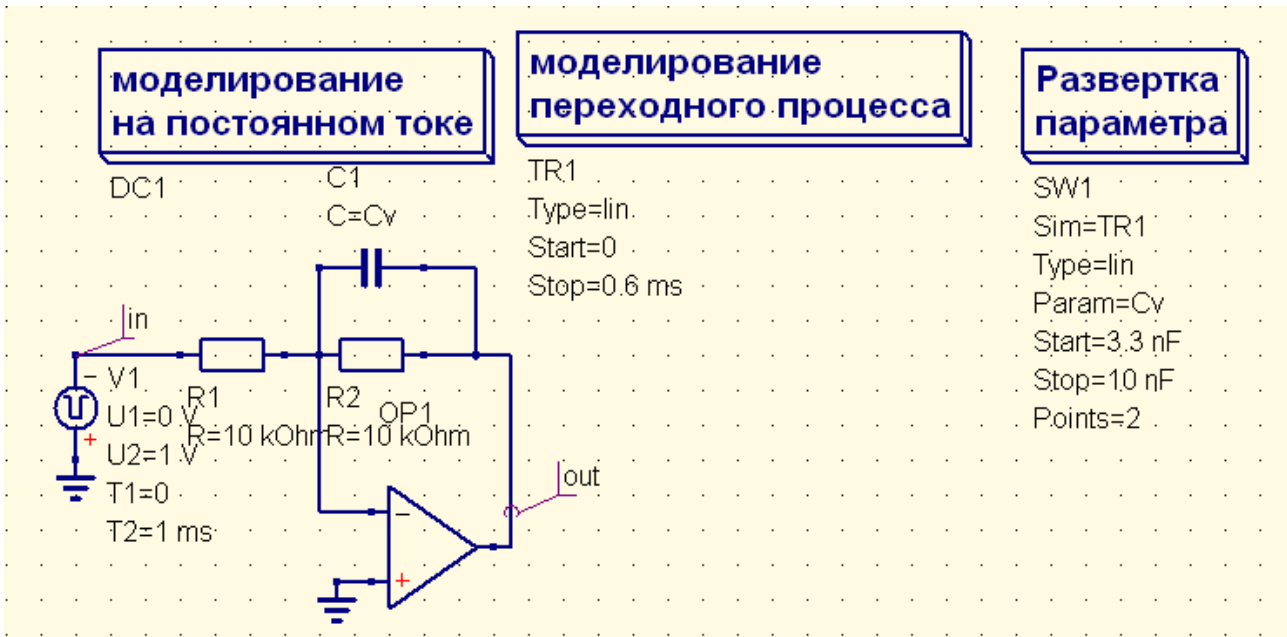 моделирование
на постоянном токе
DC1
моделирование
переходного процесса
TR1
Type=lin
Start=0
Stop=0.6 ms
Развертка
параметра
SW1
Sim=TR1
Type=lin
Param=Cv
Start=3.3 nF
Stop=10 nF
Points=2
C1
C=Cv
in
V1
U1=0 V
U2=1 V
T1=0
T2=1 ms
R1
R=10 kOhm
R2
R=10 kOhm
OP1
out